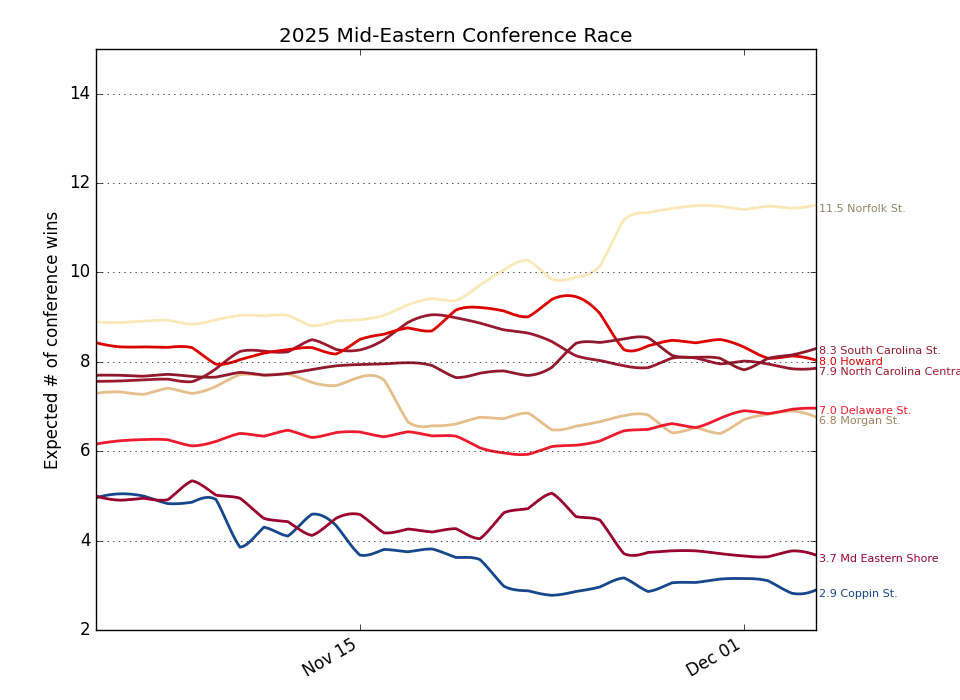 2025 Mid-Eastern Conference Race
Expected # of conference wins
14
12
10
8
6
4
2
Nov 15
Dec 01
11.5 Norfolk St.
8.3 South Carolina St.
8.0 Howard
7.9 North Carolina Centra
7.0 Delaware St.
6.8 Morgan St.
3.7 Md Eastern Shore
2.9 Coppin St.